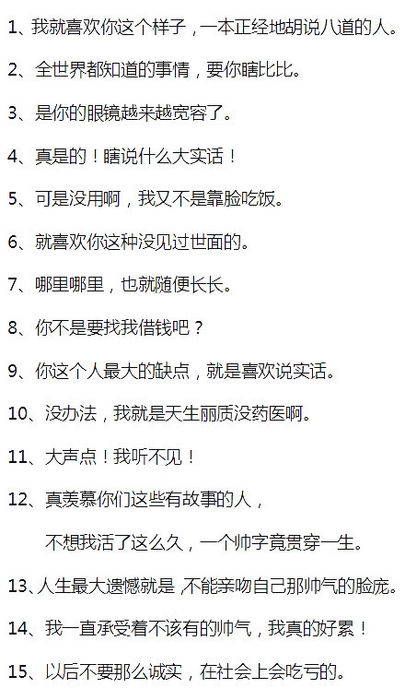 1、我就喜欢你这个样子，一本正经地胡说八道的人。
2、全世界都知道的事情，要你瞎比比。
3、是你的眼镜越来越宽容了。
4、真是的！瞎说什么大实话！
5、可是没用啊，我又不是靠脸吃饭。
6、就喜欢你这种没见过世面的。
7、哪里哪里，也就随便长长。
8、你不是要找我借钱吧？
9、你这个人最大的缺点，就是喜欢说实话。
10、没办法，我就是天生丽质没药医啊。
11、大声点！我听不见！
12、真羡慕你们这些有故事的人，
不想我活了这么久，一个帅字竟贯穿一生。
13、人生最大遗憾就是，不能亲吻自己那帅气的脸庞。
14、我一直承受着不该有的帅气，我真的好累！
15、以后不要那么诚实，在社会上会吃亏的。